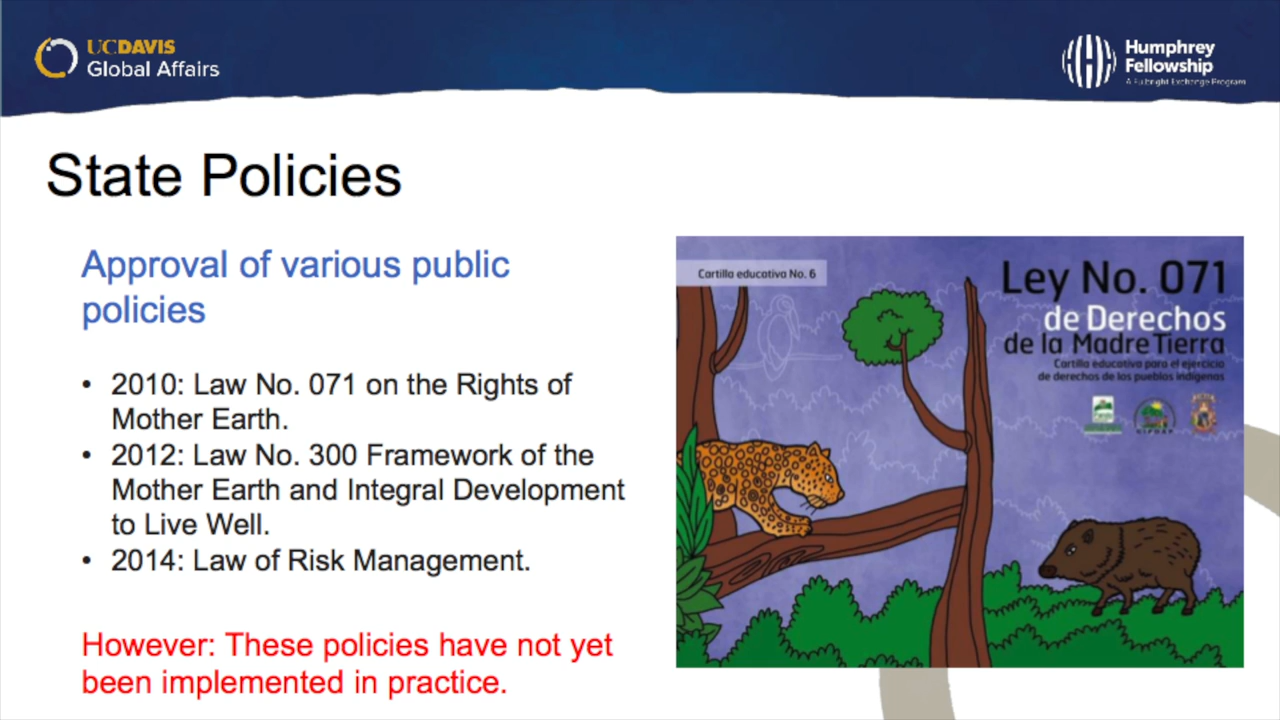 UCDAVIS
Global Affairs
Humphrey
Fellowship
A Fulbright Exchange Program
State Policies
Approval of various public
policies
• 2010: Law No. 071 on the Rights of
Mother Earth.
• 2012: Law No. 300 Framework of the
Mother Earth and Integral Development
to Live Well.
• 2014: Law of Risk Management.
However: These policies have not yet
been implemented in practice.
Cartilla educativa No. 6
Ley No. 071
de Derechos
de la Madre Tierra
Cartilla educativa para el ejercicio
de derechos de los pueblos indígenas